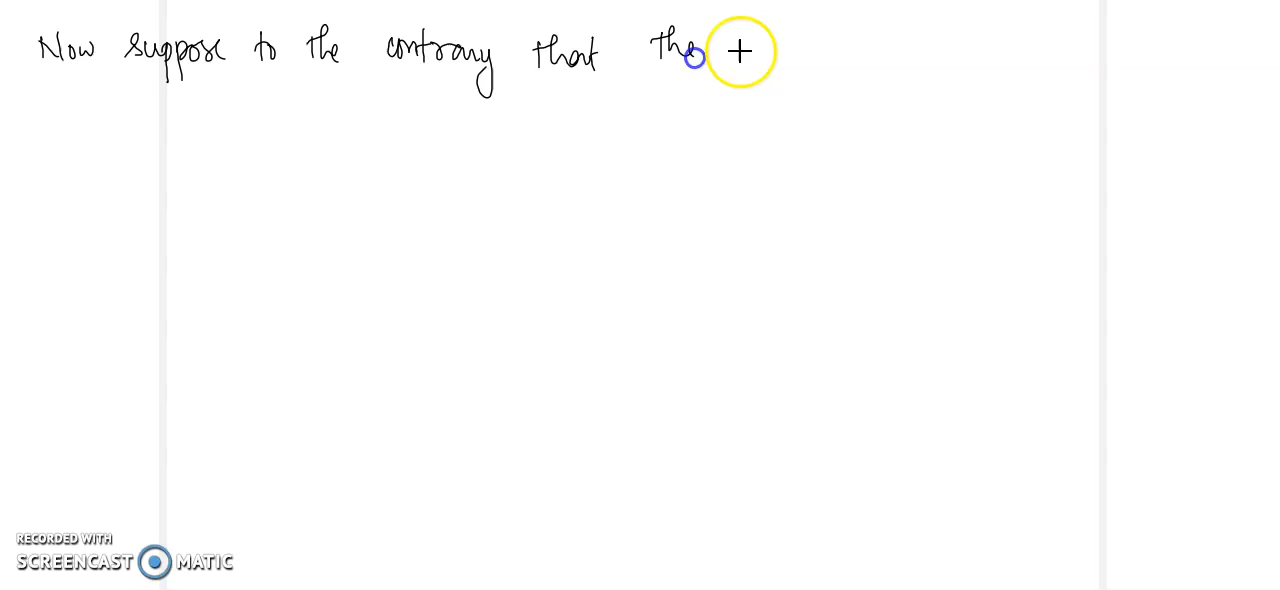 Now suppose to the contrary that the
RECORDED WITH
SCREENCAST MATIC